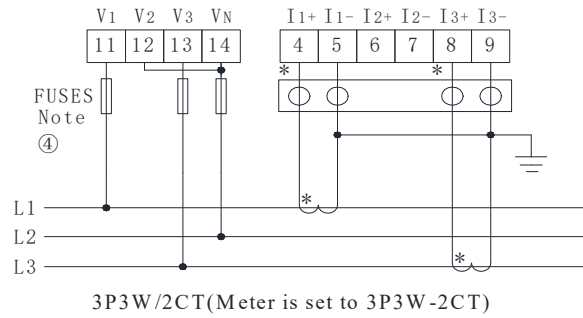 V1 V2 V3 VN I1+ I1- I2+ I2- I3+ I3-
11 12 13 14 4 5 6 7 8 9
* *
FUSES
Note
④
*
L1
L2
L3 *
3P3W/2CT(Meter is set to 3P3W-2CT)